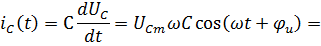 i_C(t) = C dU_C/dt = U_Cm ωC cos(ωt + φ_u) =